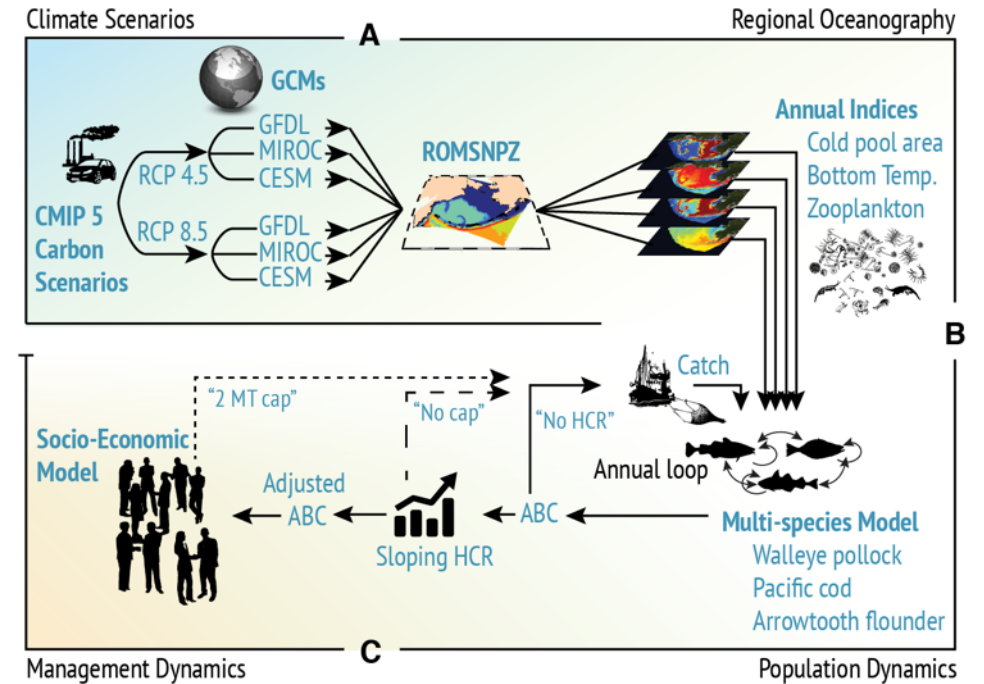 Climate Scenarios
A
Regional Oceanography
GCMs
GFDL
MIROC
CESM
RCP 4.5
CMIP 5
Carbon
Scenarios
RCP 8.5
GFDL
MIROC
CESM
ROMSNPZ
Annual Indices
Cold pool area
Bottom Temp.
Zooplankton
B
Catch
"2 MT cap"
"No cap"
"No HCR"
Socio-Economic
Model
Annual loop
Adjusted
ABC
ABC
Sloping HCR
Multi-species Model
Walleye pollock
Pacific cod
Arrowtooth flounder
C
Management Dynamics
Population Dynamics